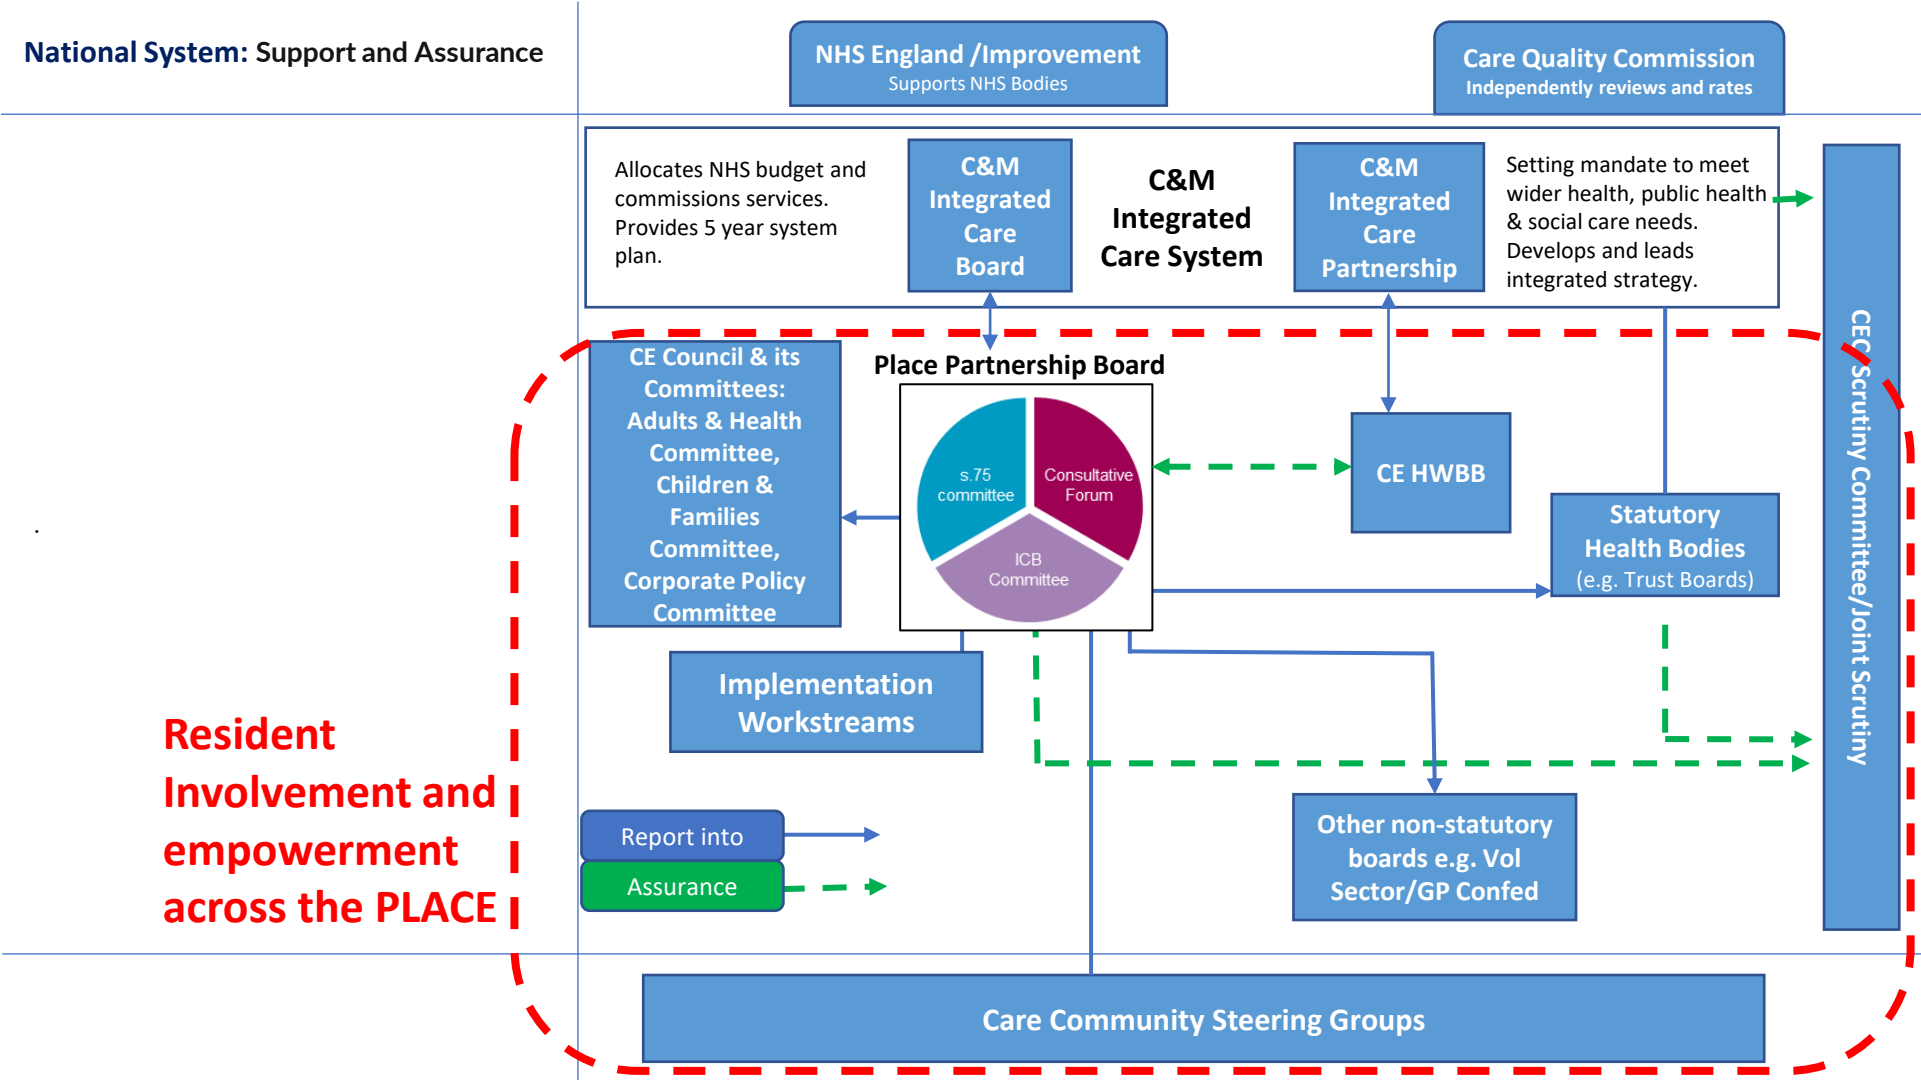 National System: Support and Assurance
NHS England /Improvement
Supports NHS Bodies
Care Quality Commission
Independently reviews and rates
Allocates NHS budget and
commissions services.
Provides 5 year system
plan.
C&M
Integrated
Care
Board
C&M
Integrated
Care System
C&M
Integrated
Care
Partnership
Setting mandate to meet
wider health, public health
& social care needs.
Develops and leads
integrated strategy.
CEC Scrutiny Committee/Joint Scrutiny
CE Council & its
Committees:
Adults & Health
Committee,
Children &
Families
Committee,
Corporate Policy
Committee
Place Partnership Board
s.75
committee
Consultative
Forum
ICB
Committee
CE HWBB
Statutory
Health Bodies
(e.g. Trust Boards)
.
Implementation
Workstreams
Resident
Involvement and
empowerment
across the PLACE
Report into
Assurance
Other non-statutory
boards e.g. Vol
Sector/GP Confed
Care Community Steering Groups